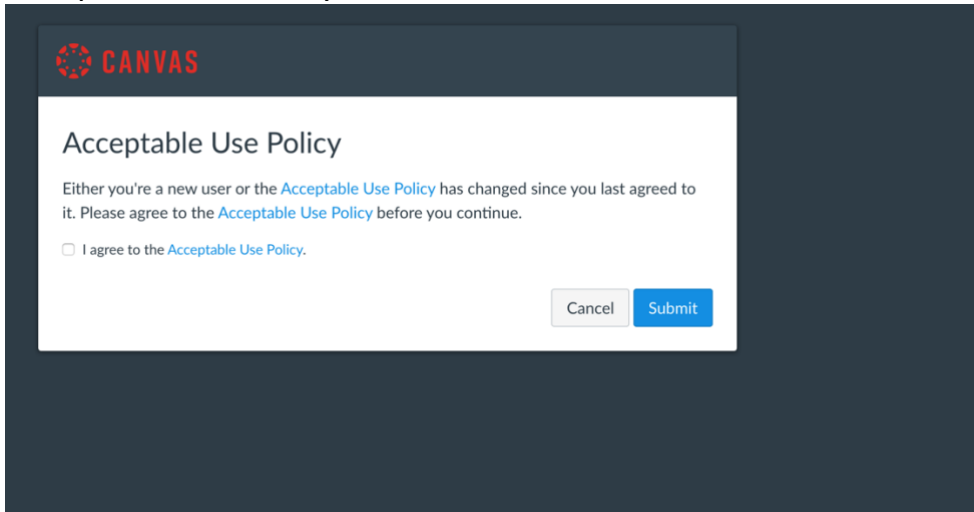 CANVAS
Acceptable Use Policy
Either you're a new user or the Acceptable Use Policy has changed since you last agreed to
it. Please agree to the Acceptable Use Policy before you continue.
I agree to the Acceptable Use Policy.
Cancel Submit